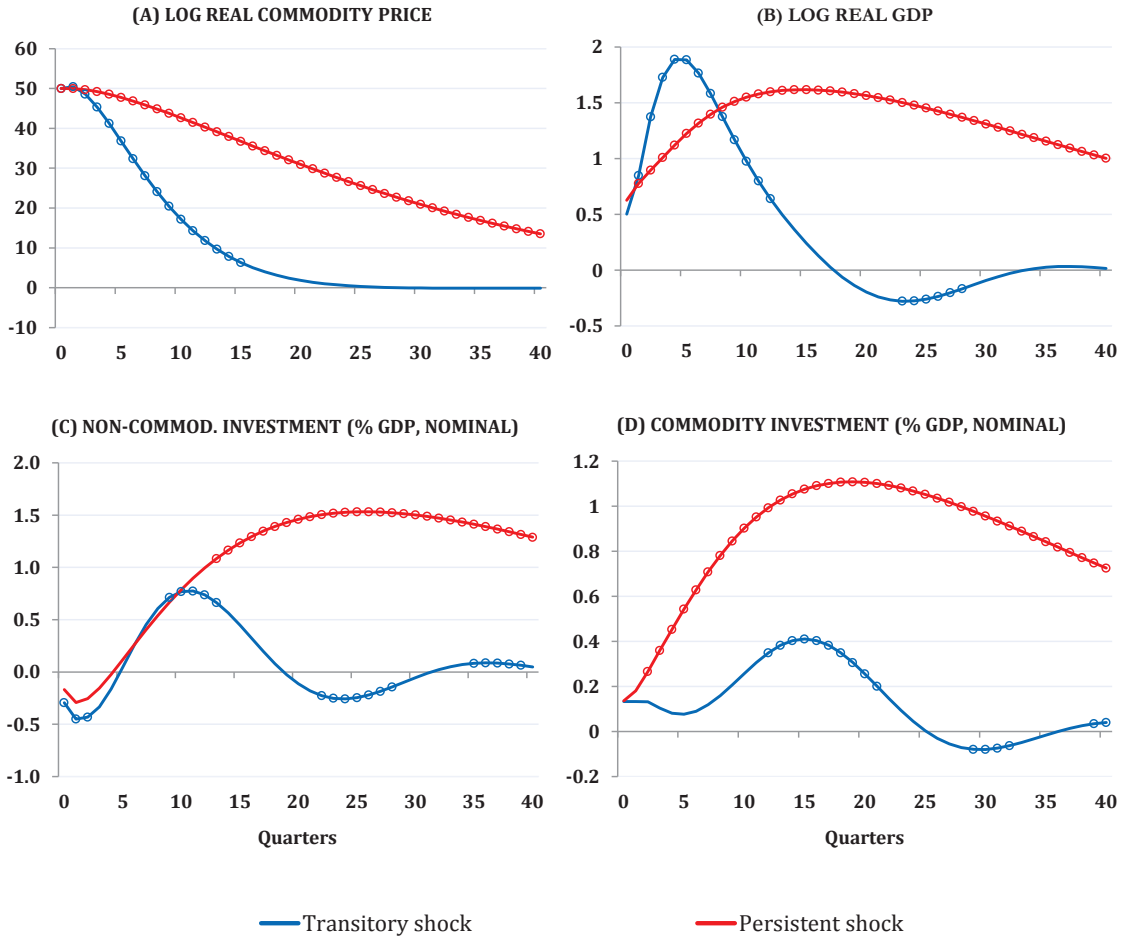 (A) LOG REAL COMMODITY PRICE
60
50
40
30
20
10
0
-10
0 5 10 15 20 25 30 35 40
(B) LOG REAL GDP
2
1.5
1
0.5
0
-0.5
0 5 10 15 20 25 30 35 40
(C) NON-COMMOD. INVESTMENT (% GDP, NOMINAL)
2.0
1.5
1.0
0.5
0.0
-0.5
-1.0
0 5 10 15 20 25 30 35 40
Quarters
(D) COMMODITY INVESTMENT (% GDP, NOMINAL)
1.2
1
0.8
0.6
0.4
0.2
0
-0.2
0 5 10 15 20 25 30 35 40
Quarters
Transitory shock
Persistent shock